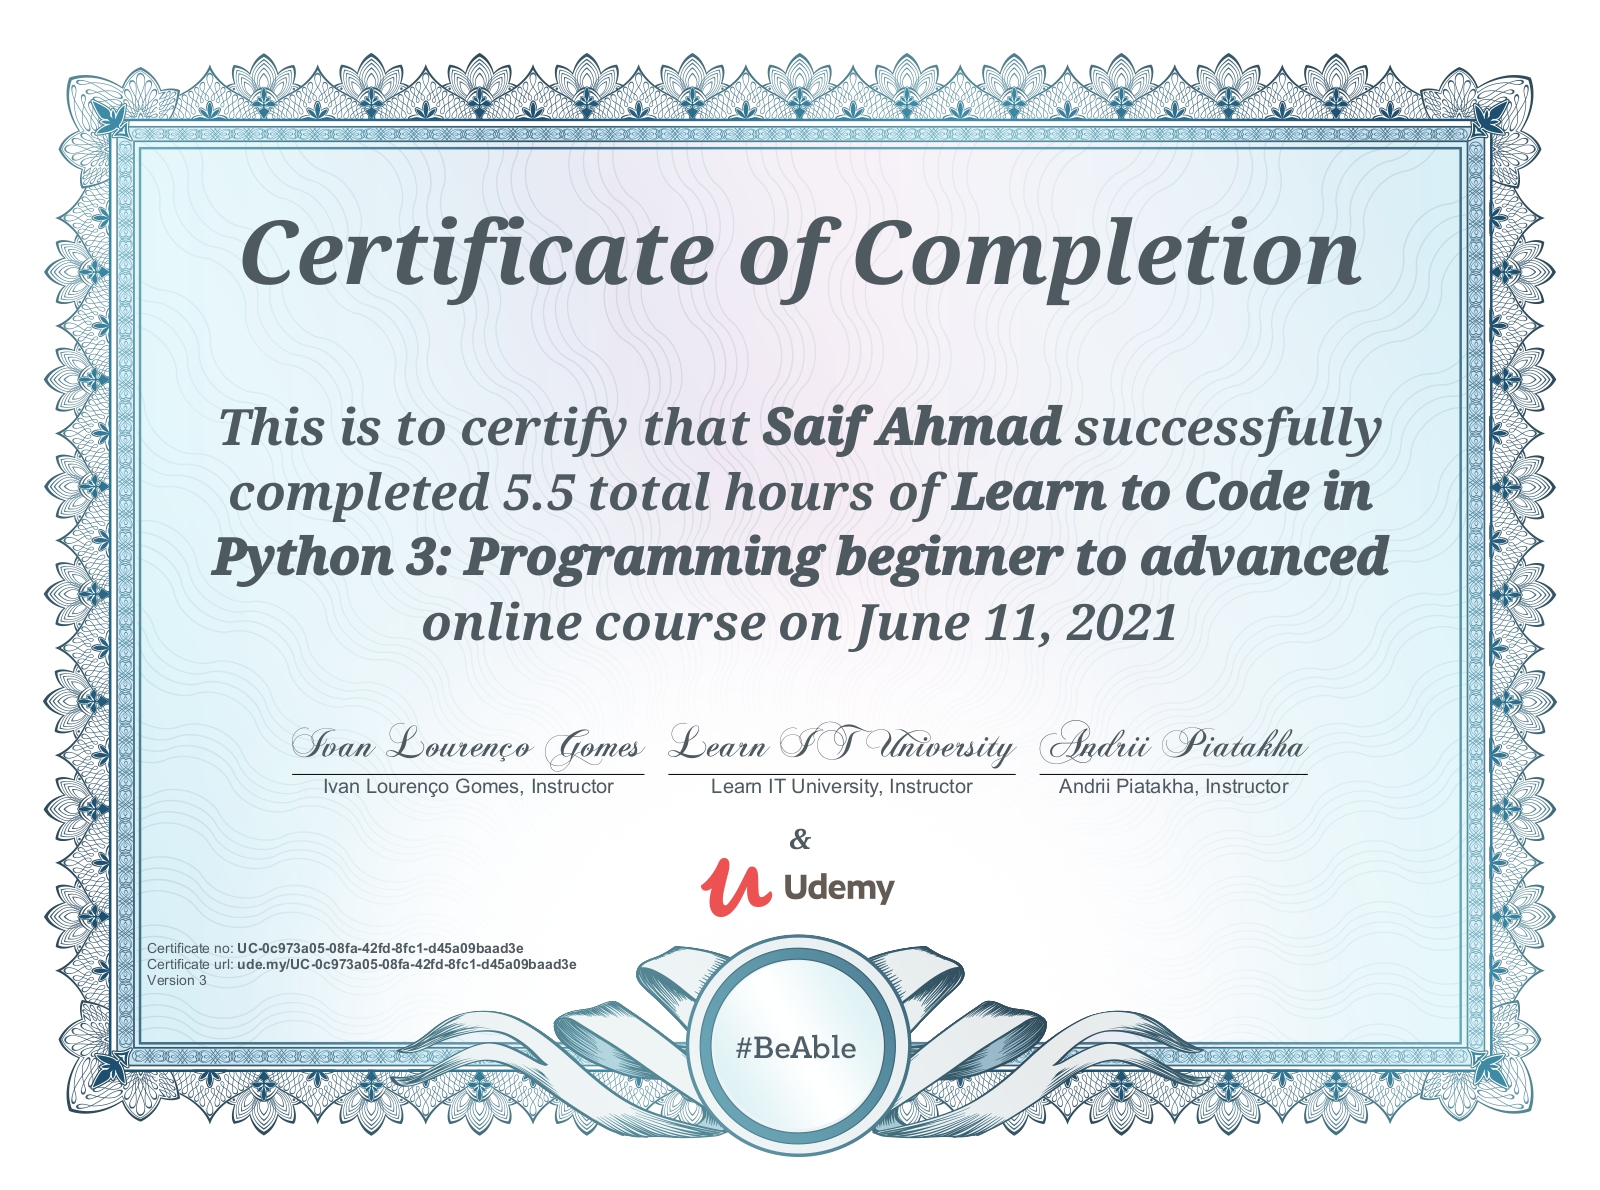 Certificate of Completion
This is to certify that Saif Ahmad successfully
completed 5.5 total hours of Learn to Code in
Python 3: Programming beginner to advanced
online course on June 11, 2021
Ivan Lourenço Gomes Learn IT University Andrii Piatakha
Ivan Lourenço Gomes, Instructor Learn IT University, Instructor Andrii Piatakha, Instructor
&
Udemy
Certificate no: UC-0c973a05-08fa-42fd-8fc1-d45a09baad3e
Certificate url: ude.my/UC-0c973a05-08fa-42fd-8fc1-d45a09baad3e
Version 3
#BeAble